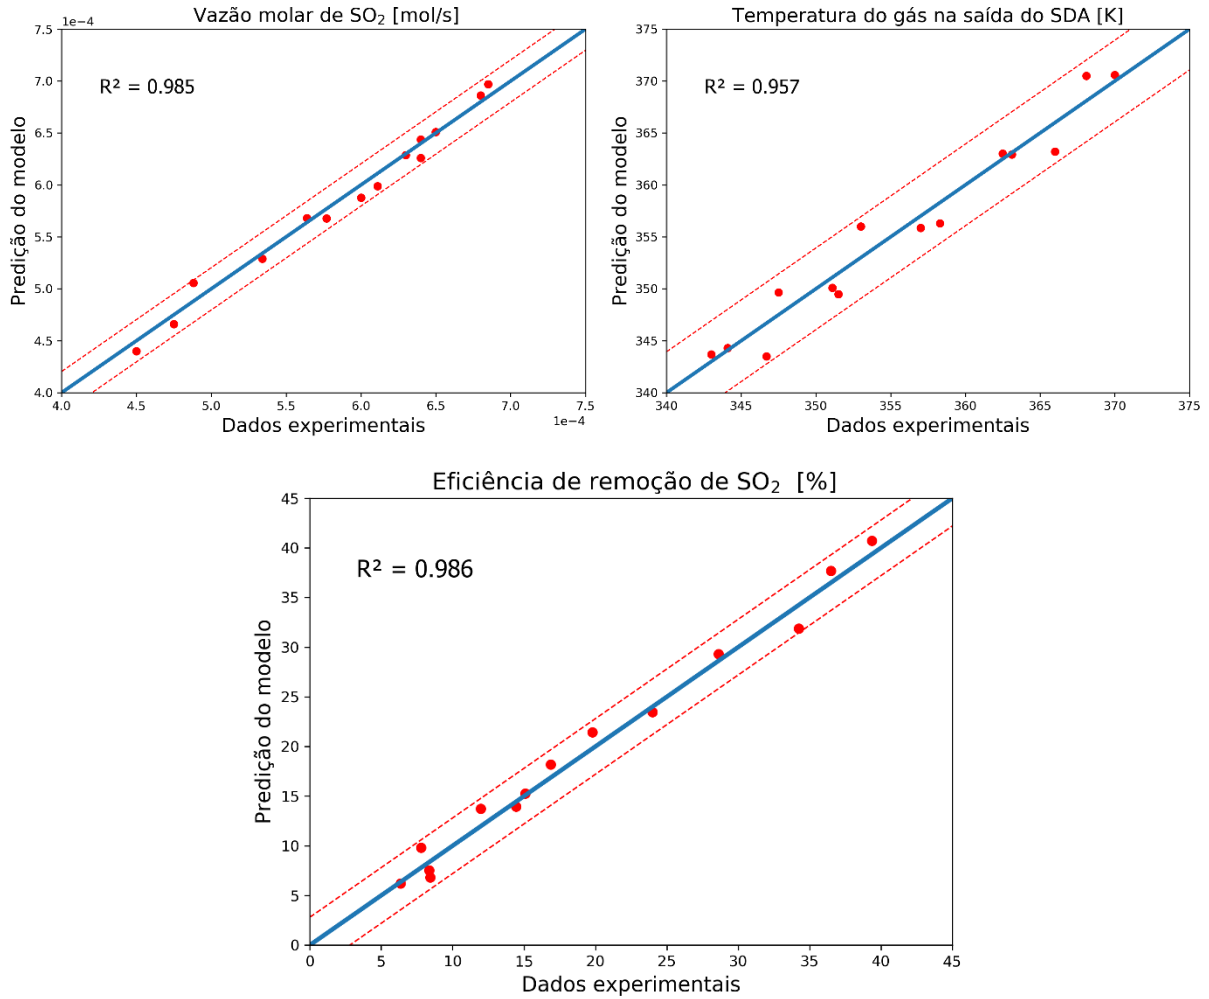 Vazão molar de SO₂ [mol/s]
1e−4
7.5
7.0
6.5
6.0
5.5
5.0
4.5
4.0
Predição do modelo
R² = 0.985
4.0 4.5 5.0 5.5 6.0 6.5 7.0 7.5
Dados experimentais
1e−4
Temperatura do gás na saída do SDA [K]
375
370
365
360
355
350
345
340
Predição do modelo
R² = 0.957
340 345 350 355 360 365 370 375
Dados experimentais
Eficiência de remoção de SO₂ [%]
45
40
35
30
25
20
15
10
5
0
Predição do modelo
R² = 0.986
0 5 10 15 20 25 30 35 40 45
Dados experimentais